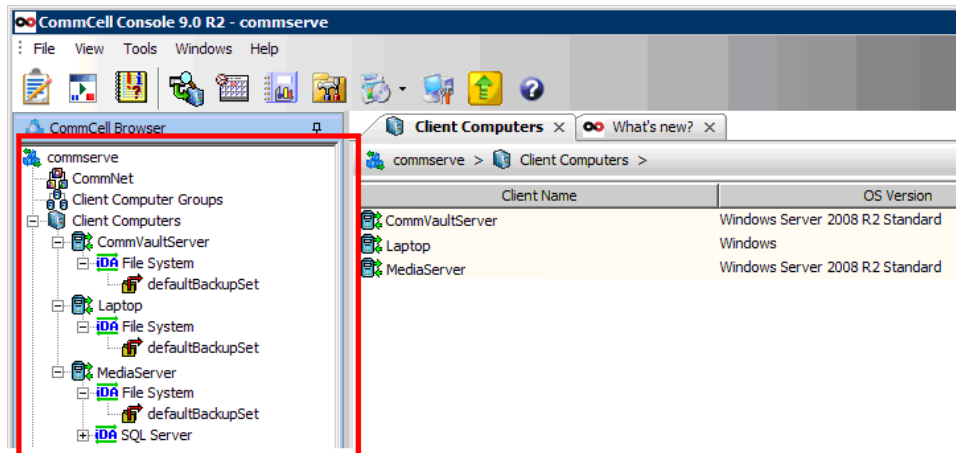 CommCell Console 9.0 R2 - commserve
File View Tools Windows Help
CommCell Browser
Client Computers
What's new?
commserve > Client Computers >
commserve
CommNet
Client Computer Groups
Client Computers
CommVaultServer
iDA File System
defaultBackupSet
Laptop
iDA File System
defaultBackupSet
MediaServer
iDA File System
defaultBackupSet
iDA SQL Server
Client Name OS Version
CommVaultServer Windows Server 2008 R2 Standard
Laptop Windows
MediaServer Windows Server 2008 R2 Standard